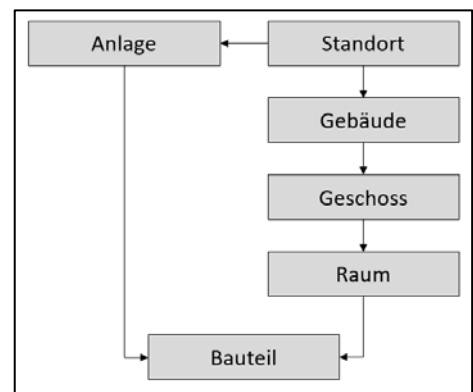 Anlage
Standort
Gebäude
Geschoss
Raum
Bauteil